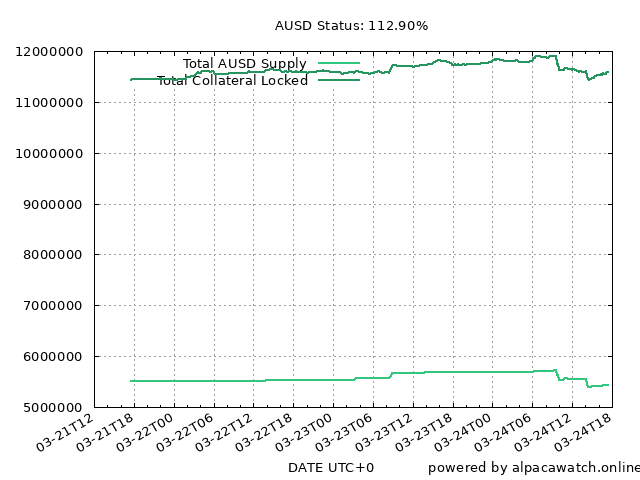 AUSD Status: 112.90%
12000000
11000000
10000000
9000000
8000000
7000000
6000000
5000000
Total AUSD Supply
Total Collateral Locked
03-21T12
03-21T18
03-22T00
03-22T06
03-22T12
03-22T18
03-23T00
03-23T06
03-23T12
03-23T18
03-24T00
03-24T06
03-24T12
03-24T18
DATE UTC+0
powered by alpacawatch.online